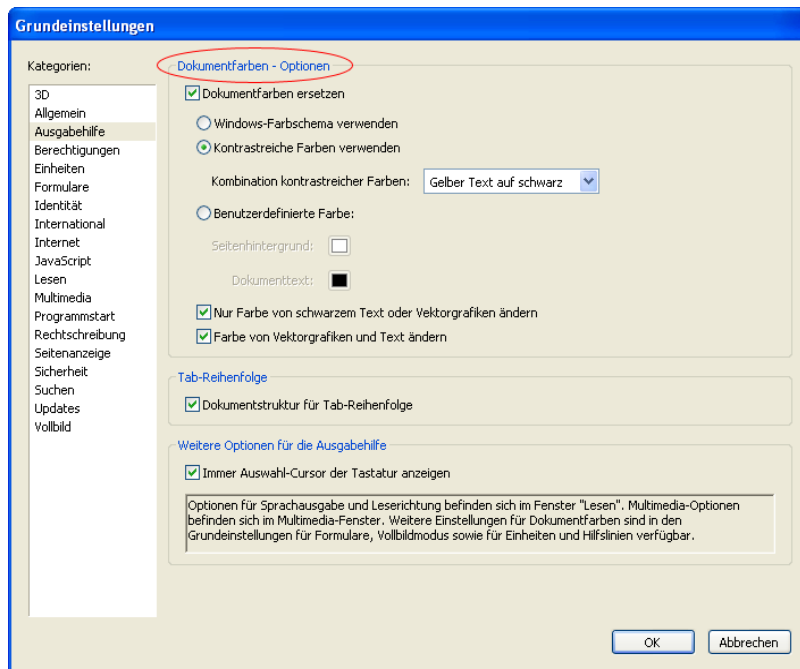 Grundeinstellungen
Kategorien:
3D
Allgemein
Ausgabehilfe
Berechtigungen
Einheiten
Formulare
Identität
International
Internet
JavaScript
Lesen
Multimedia
Programmstart
Rechtschreibung
Seitenanzeige
Sicherheit
Suchen
Updates
Vollbild
Dokumentfarben - Optionen
Dokumentfarben ersetzen
Windows-Farbschema verwenden
Kontrastreiche Farben verwenden
Kombination kontrastreicher Farben: Gelber Text auf schwarz
Benutzerdefinierte Farbe:
Seitenhintergrund:
Dokumenttext:
Nur Farbe von schwarzem Text oder Vektorgrafiken ändern
Farbe von Vektorgrafiken und Text ändern
Tab-Reihenfolge
Dokumentstruktur für Tab-Reihenfolge
Weitere Optionen für die Ausgabehilfe
Immer Auswahl-Cursor der Tastatur anzeigen
Optionen für Sprachausgabe und Leserichtung befinden sich im Fenster "Lesen". Multimedia-Optionen
befinden sich im Multimedia-Fenster. Weitere Einstellungen für Dokumentfarben sind in den
Grundeinstellungen für Formulare, Vollbildmodus sowie für Einheiten und Hilfslinien verfügbar.
OK Abbrechen